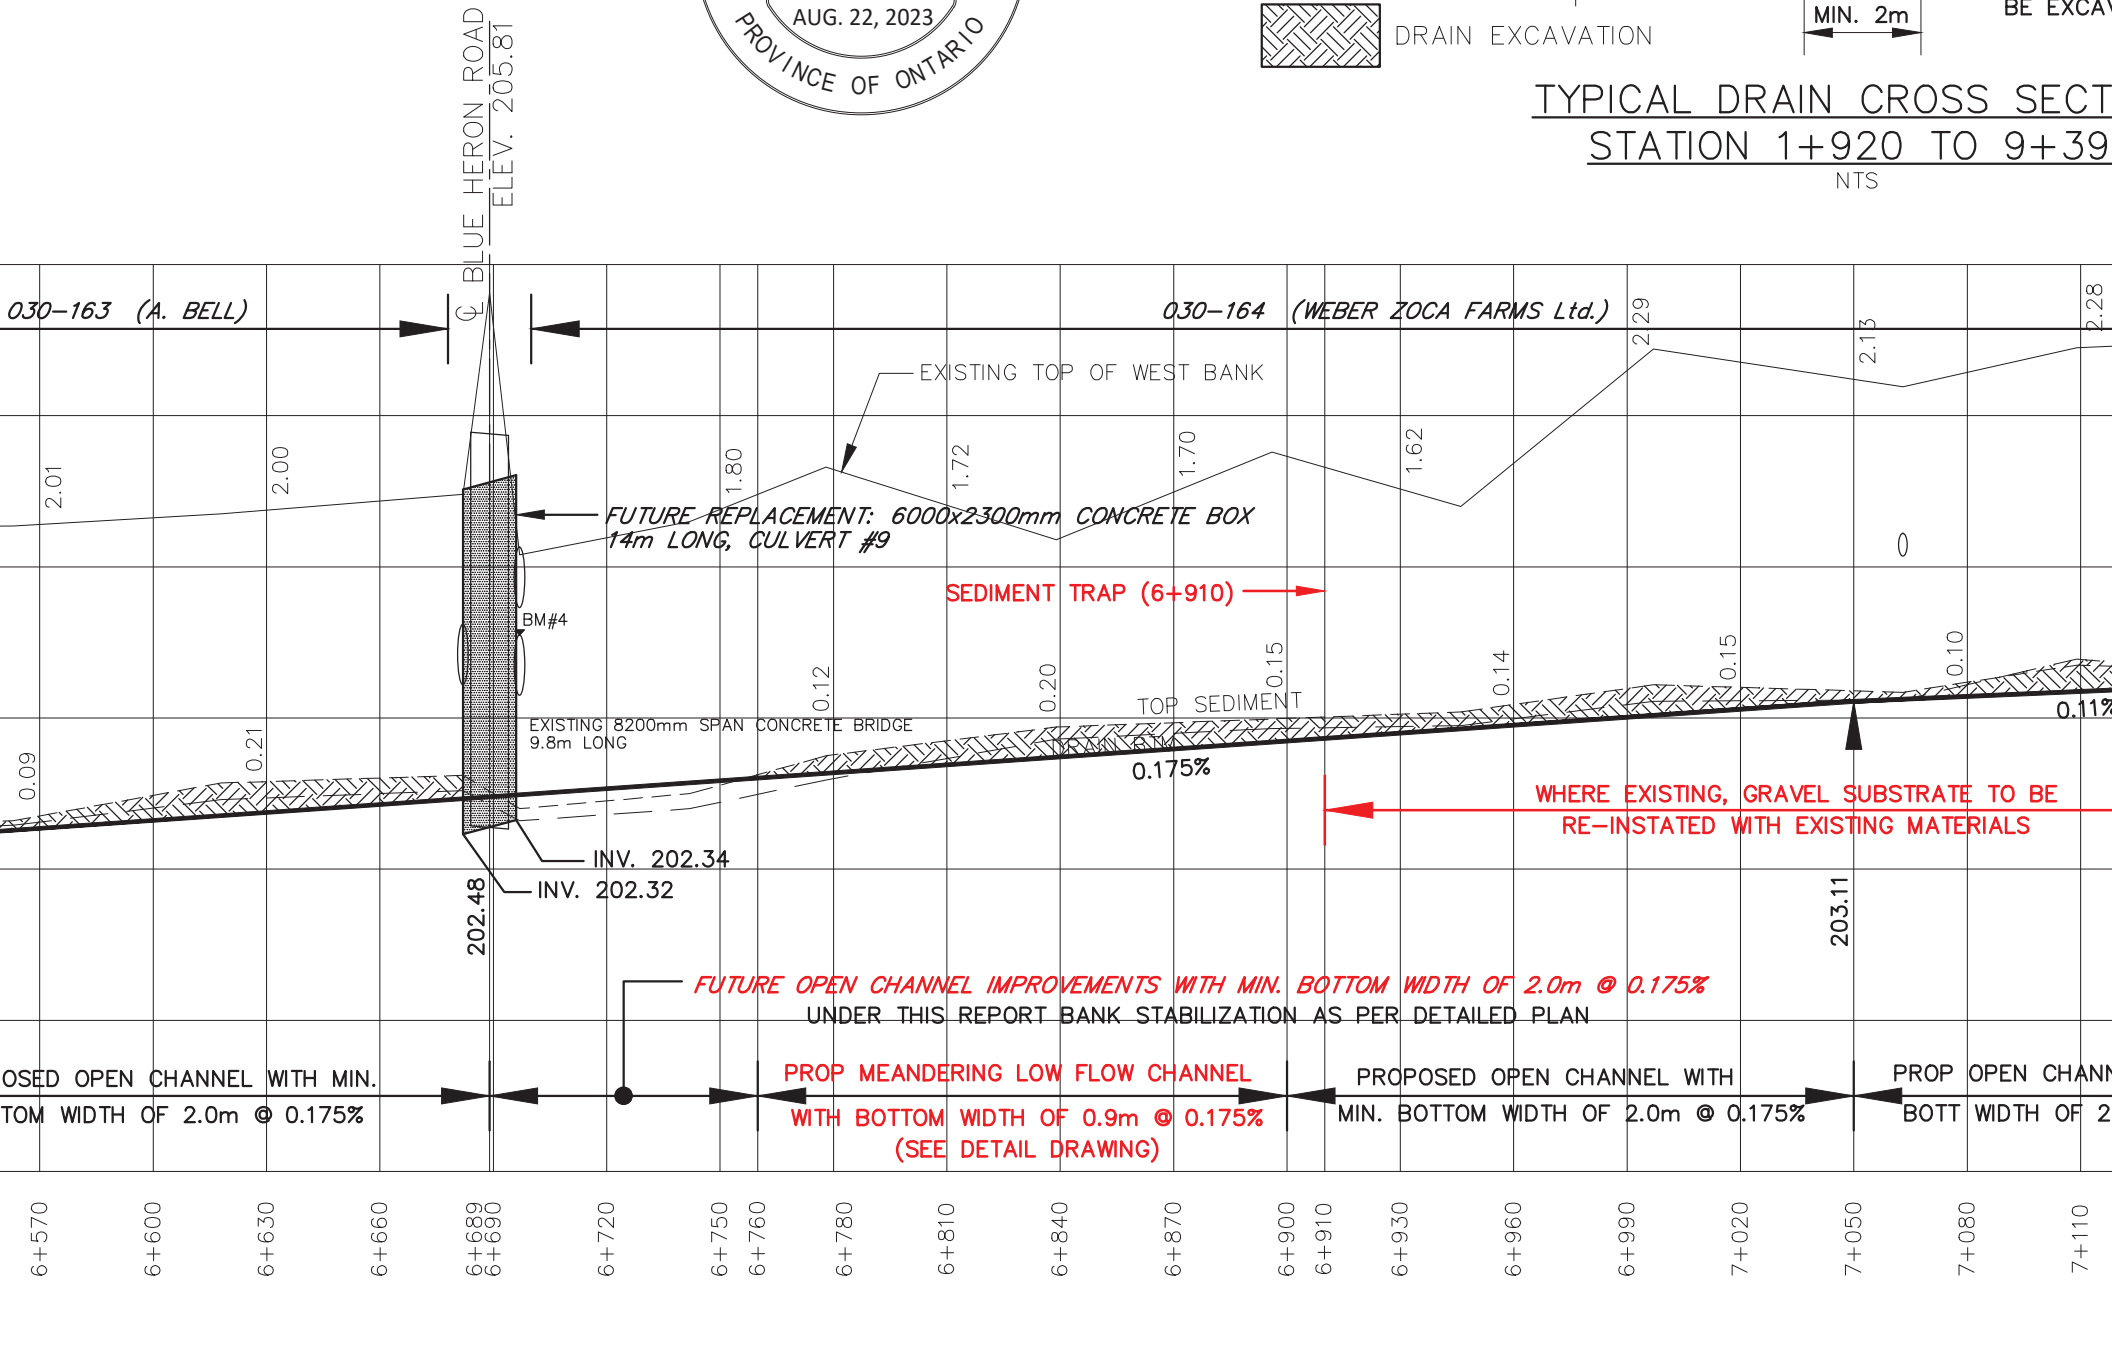 AUG. 22, 2023
PROVINCE OF ONTARIO
DRAIN EXCAVATION
MIN. 2m
TYPICAL DRAIN CROSS
STATION 1+920 TO
NTS
℄ BLUE HERON ROAD
ELEV. 205.81
030-163 (A. BELL)
030-164 (WEBER ZOCA FARMS Ltd.)
EXISTING TOP OF WEST BANK
2.01
2.00
1.80
1.72
1.70
1.62
2.29
2.13
2.28
FUTURE REPLACEMENT: 6000x2300mm CONCRETE BOX
14m LONG, CULVERT #9
SEDIMENT TRAP (6+910)
BM#4
0.09
0.21
0.12
0.20
0.15
0.14
0.15
0.10
TOP SEDIMENT
EXISTING 8200mm SPAN CONCRETE BRIDGE
9.8m LONG
0.175%
0.11%
WHERE EXISTING, GRAVEL SUBSTRATE TO BE
RE-INSTATED WITH EXISTING MATERIALS
INV. 202.34
INV. 202.32
202.48
203.11
FUTURE OPEN CHANNEL IMPROVEMENTS WITH MIN. BOTTOM WIDTH OF 2.0m @ 0.175%
UNDER THIS REPORT BANK STABILIZATION AS PER DETAILED PLAN
OSED OPEN CHANNEL WITH MIN.
TOM WIDTH OF 2.0m @ 0.175%
PROP MEANDERING LOW FLOW CHANNEL
WITH BOTTOM WIDTH OF 0.9m @ 0.175%
(SEE DETAIL DRAWING)
PROPOSED OPEN CHANNEL WITH
MIN. BOTTOM WIDTH OF 2.0m @ 0.175%
PROP OPEN
BOTT WIDTH OF
6+570
6+600
6+630
6+660
6+689
6+690
6+720
6+750
6+760
6+780
6+810
6+840
6+870
6+900
6+910
6+930
6+960
6+990
7+020
7+050
7+080
7+110